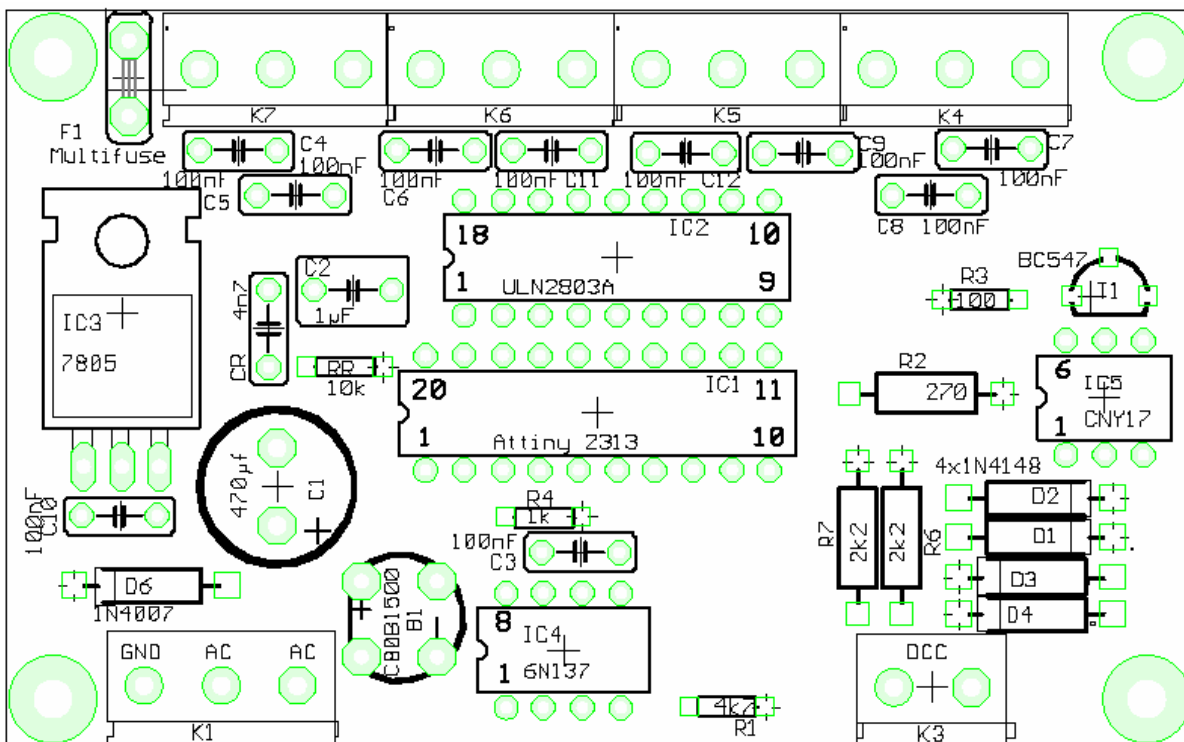 K7
K6
K5
K4
F1
Multifuse
C4
100nF
100nF
C5
100nF
C6
100nF C11
100nF C12
C9
100nF
C7
100nF
C8 100nF
IC2
18
10
1
9
ULN2803A
BC547
I1
R3
100
C2
1µF
4n7
CR
IC3
7805
RR
10k
IC1
20
11
1
10
Attiny 2313
R2
270
6
IC5
CNY17
1
470µf
C1
4x1N4148
D2
D1
D3
D4
R7
2k2
2k2
R6
R4
1k
100nF
C3
100nF
C10
D6
1N4007
C80B1500
B1
8
IC4
1
6N137
GND AC AC
K1
4k7
R1
DCC
K3